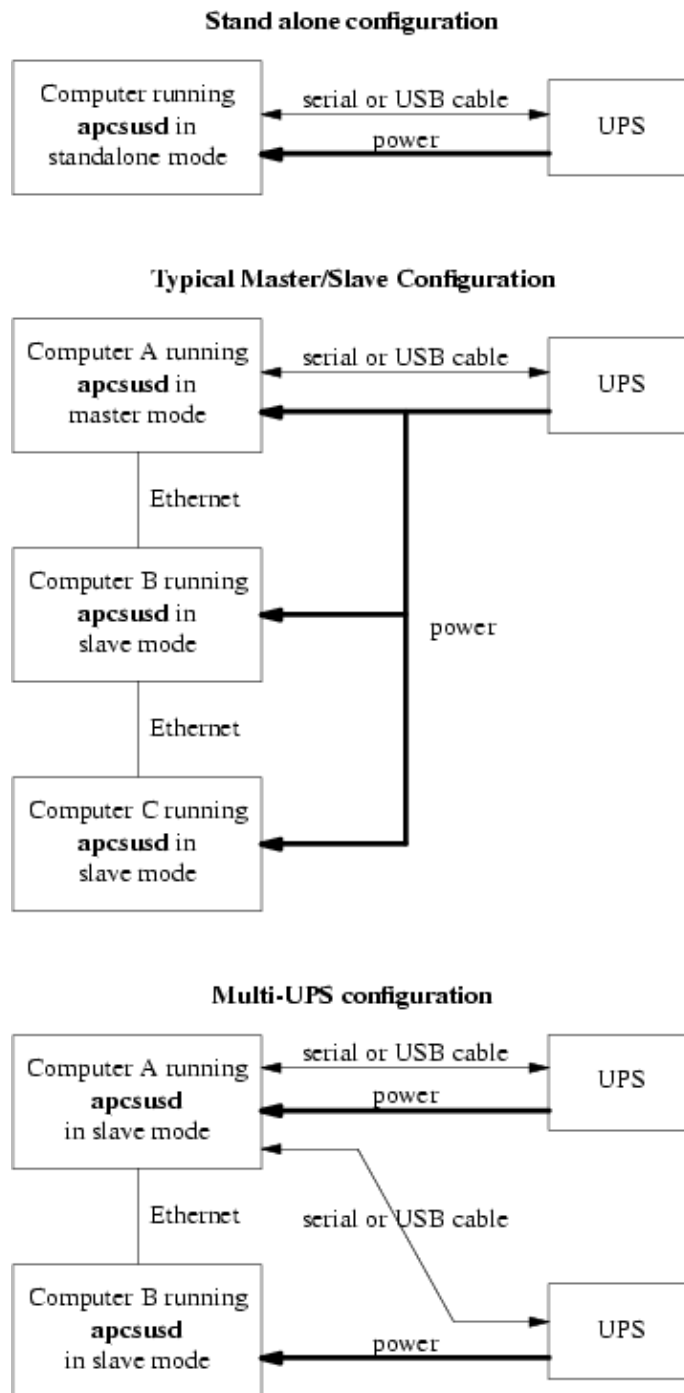 Stand alone configuration
Computer running
apcsusd in
standalone mode
serial or USB cable
power
UPS
Typical Master/Slave Configuration
Computer A running
apcsusd in
master mode
serial or USB cable
UPS
Ethernet
Computer B running
apcsusd in
slave mode
power
Ethernet
Computer C running
apcsusd in
slave mode
Multi-UPS configuration
Computer A running
apcsusd
in slave mode
serial or USB cable
power
UPS
Ethernet
serial or USB cable
Computer B running
apcsusd
in slave mode
power
UPS